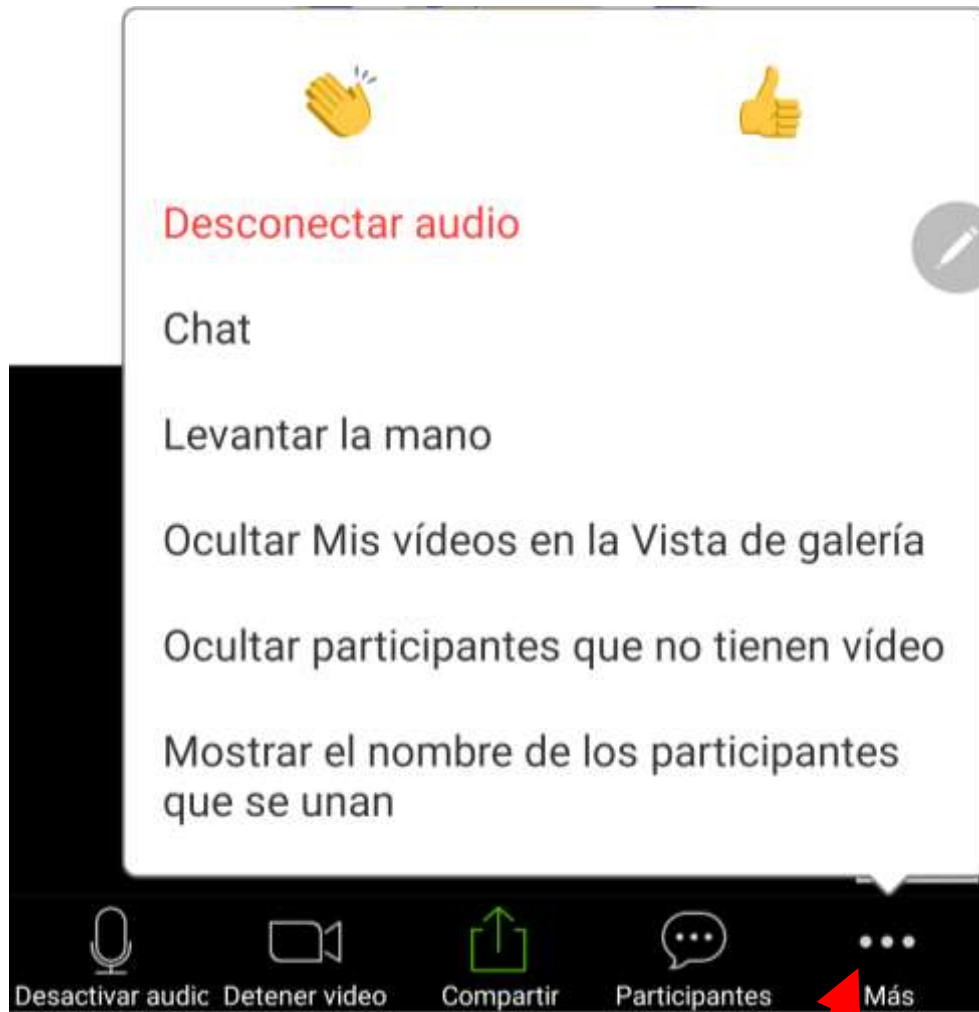 Desconectar audio
Chat
Levantar la mano
Ocultar Mis vídeos en la Vista de galería
Ocultar participantes que no tienen vídeo
Mostrar el nombre de los participantes
que se unan
Desactivar audic Detener video Compartir Participantes Más